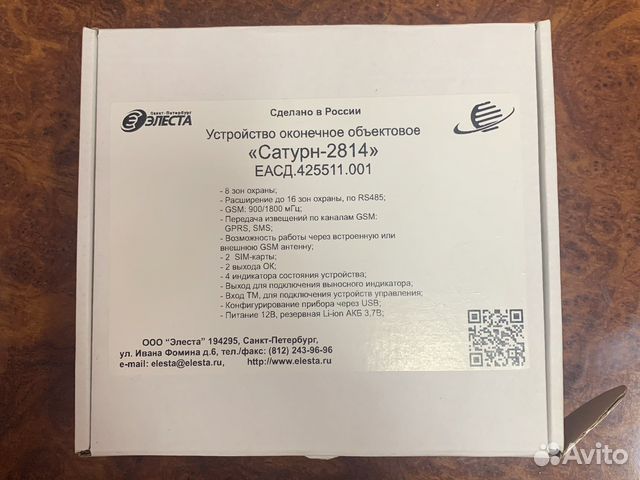 Санкт-Петербург
ЭЛЕСТА
Сделано в России
Устройство оконечное объектовое
«Сатурн-2814»
ЕАСД.425511.001
- 8 зон охраны;
- Расширение до 16 зон охраны, по RS485;
- GSM: 900/1800 мГц;
- Передача извещений по каналам GSM:
GPRS, SMS;
- Возможность работы через встроенную или
внешнюю GSM антенну;
- 2 SIM-карты;
- 2 выхода ОК;
- 4 индикатора состояния устройства;
- Выход для подключения выносного индикатора;
- Вход ТМ, для подключения устройств управления;
- Конфигурирование прибора через USB;
- Питание 12В, резервная Li-ion АКБ 3,7В;
ООО "Элеста" 194295, Санкт-Петербург,
ул. Ивана Фомина д.6, тел./факс: (812) 243-96-96
e-mail: elesta@elesta.ru, http://www.elesta.ru
Avito